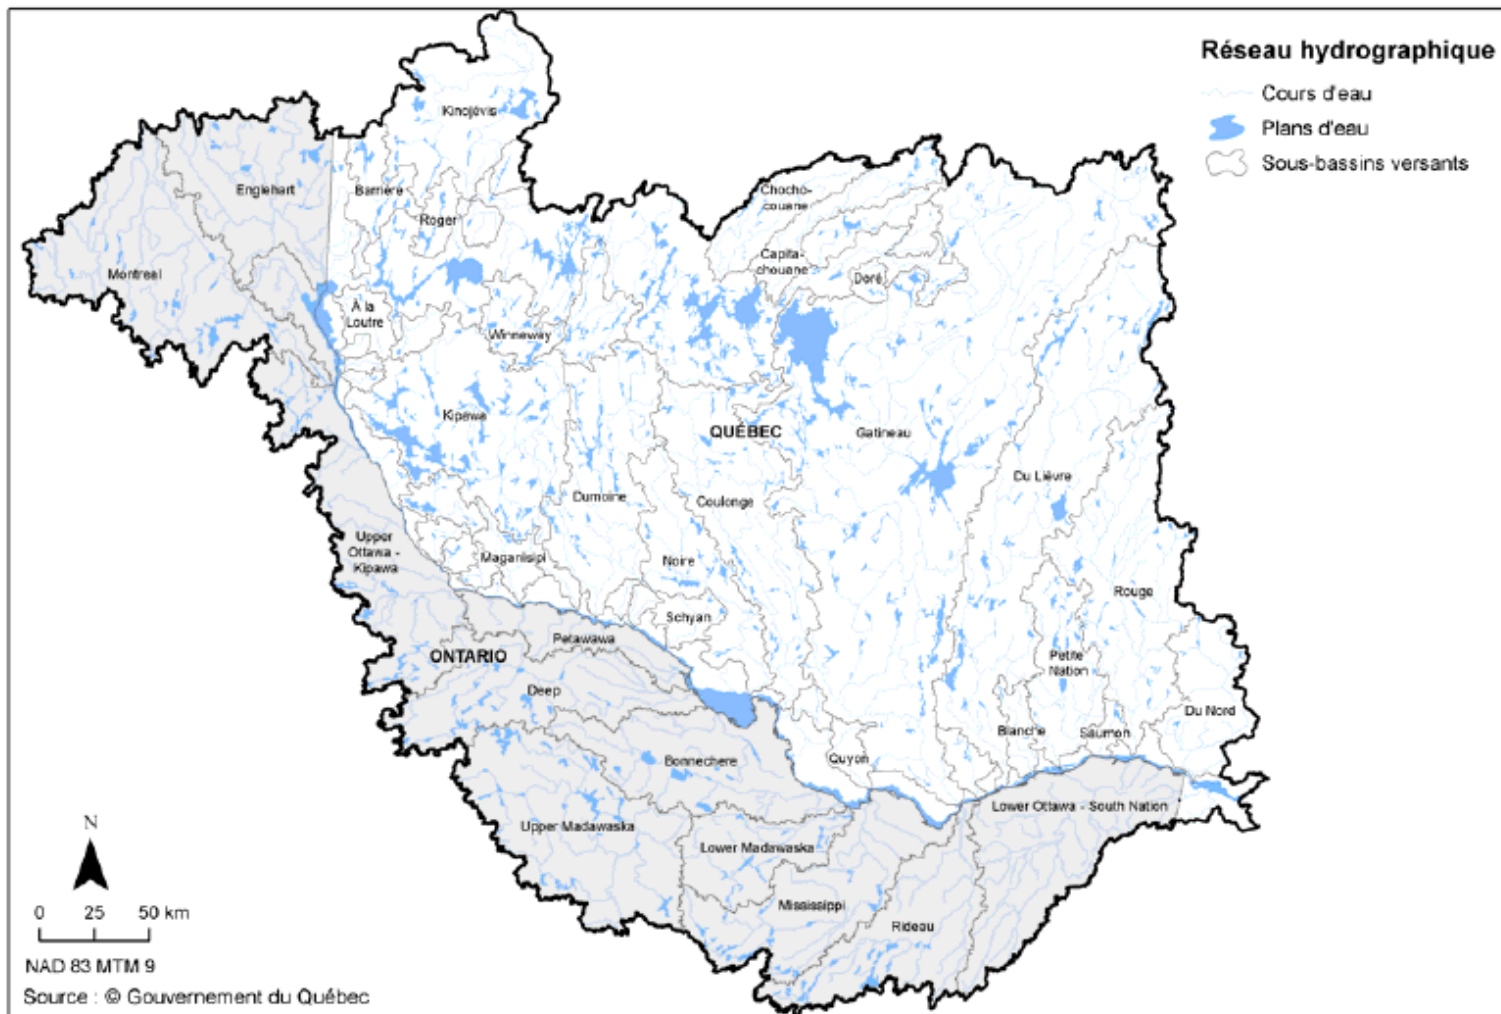 Réseau hydrographique
Cours d'eau
Plans d'eau
Sous-bassins versants
Kinojévis
Englehart
Barrière
Chocho-
couane
Roger
Capita-
chouane
Montreal
Doré
À la
Loutre
Winneway
Kipawa
QUÉBEC
Gatineau
Du Lièvre
Dumoine
Coulonge
Upper
Ottawa -
Kipawa
Maganisipi
Noire
Rouge
Schyan
Petawawa
ONTARIO
Petite
Nation
Deep
Du Nord
Blanche
Saumon
Bonnechere
Quyon
Lower Ottawa - South Nation
Upper Madawaska
Lower Madawaska
Mississippi
Rideau
N
0 25 50 km
NAD 83 MTM 9
Source : © Gouvernement du Québec